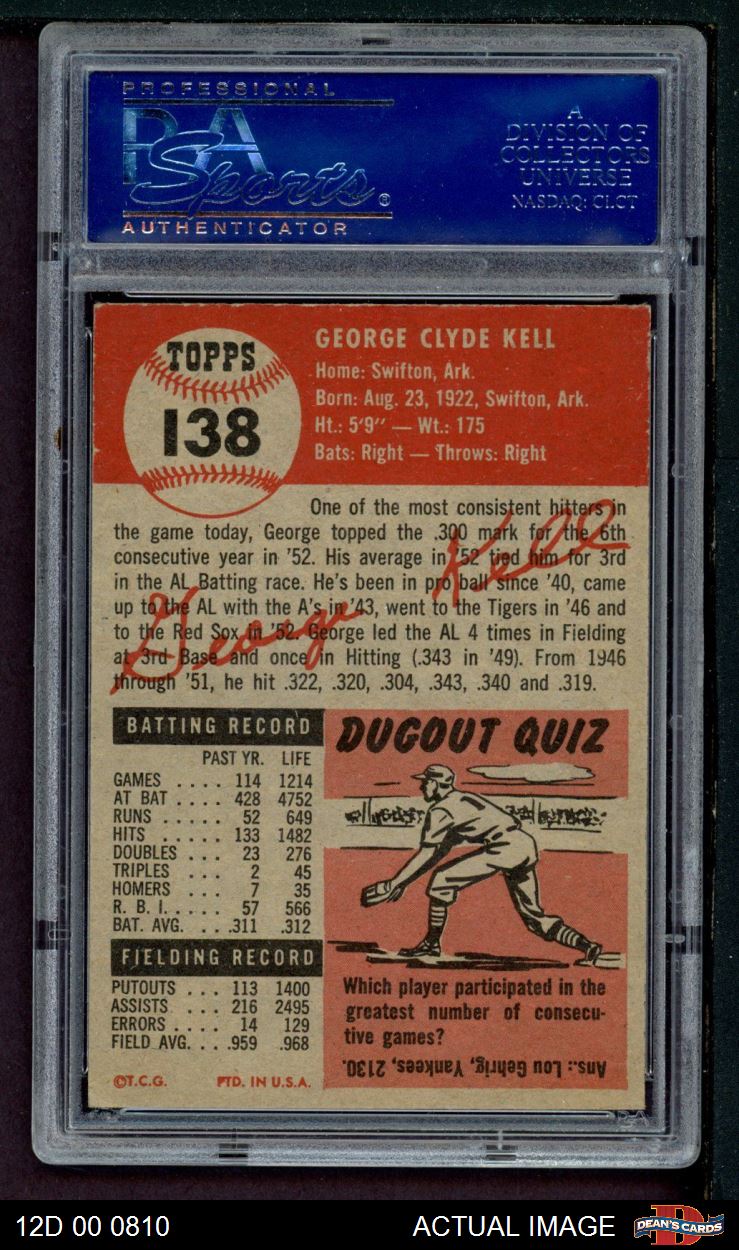 PROFESSIONAL
PSA
Sports®
AUTHENTICATOR
A
DIVISION OF
COLLECTORS
UNIVERSE
NASDAQ: CLCT
TOPPS
138
GEORGE CLYDE KELL
Home: Swifton, Ark.
Born: Aug. 23, 1922, Swifton, Ark.
Ht.: 5'9" — Wt.: 175
Bats: Right — Throws: Right
One of the most consistent hitters in
the game today, George topped the .300 mark for the 6th
consecutive year in '52. His average in '52 tied him for 3rd
in the AL Batting race. He's been in pro ball since '40, came
up to the AL with the A's in '43, went to the Tigers in '46 and
to the Red Sox in '52. George led the AL 4 times in Fielding
at 3rd Base and once in Hitting (.343 in '49). From 1946
through '51, he hit .322, .320, .304, .343, .340 and .319.
George Kell
BATTING RECORD
PAST YR. LIFE
GAMES .... 114 1214
AT BAT .... 428 4752
RUNS ..... 52 649
HITS ..... 133 1482
DOUBLES ... 23 276
TRIPLES ... 2 45
HOMERS ... 7 35
R. B. I. .... 57 566
BAT. AVG. .. .311 .312
FIELDING RECORD
PUTOUTS ... 113 1400
ASSISTS ... 216 2495
ERRORS .... 14 129
FIELD AVG. .. .959 .968
©T.C.G. PTD. IN U.S.A.
DUGOUT QUIZ
Which player participated in the
greatest number of consecu-
tive games?
Ans.: Lou Gehrig, Yankees, 2130.
12D 00 0810
ACTUAL IMAGE
DEAN'S CARDS